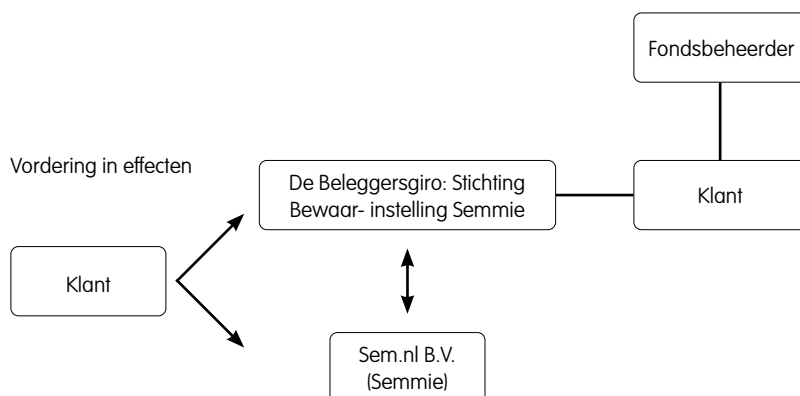 Fondsbeheerder
Vordering in effecten
De Beleggersgiro: Stichting
Bewaar- instelling Semmie
Klant
Klant
Sem.nl B.V.
(Semmie)